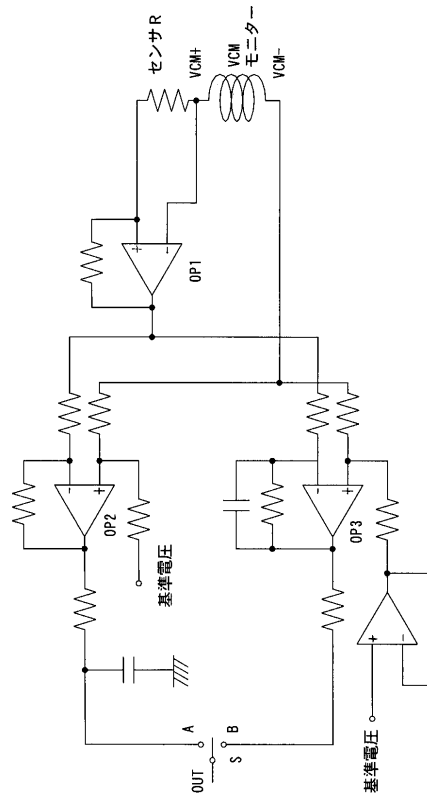 センサR
VCM+
VCM
モニター
VCM-
+
-
OP1
-
+
OP2
基準電圧
-
+
OP3
+
-
基準電圧
A
B
S
OUT